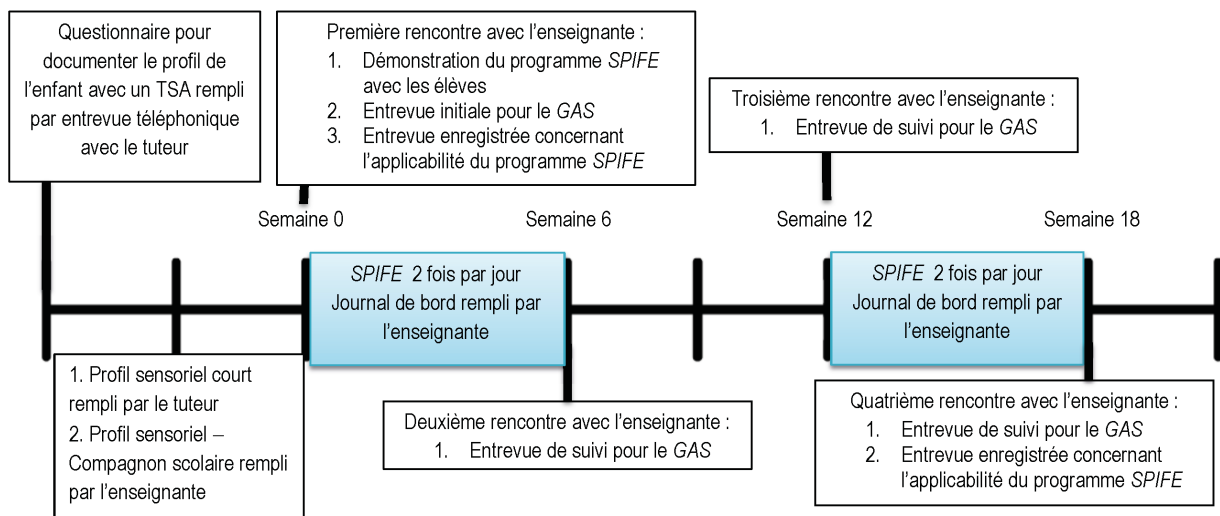 Questionnaire pour
documenter le profil de
l’enfant avec un TSA rempli
par entrevue téléphonique
avec le tuteur
Première rencontre avec l’enseignante :
1. Démonstration du programme SPIFE
avec les élèves
2. Entrevue initiale pour le GAS
3. Entrevue enregistrée concernant
l’applicabilité du programme SPIFE
Troisième rencontre avec l’enseignante :
1. Entrevue de suivi pour le GAS
Semaine 0
Semaine 6
Semaine 12
Semaine 18
SPIFE 2 fois par jour
Journal de bord rempli par
l’enseignante
SPIFE 2 fois par jour
Journal de bord rempli par
l’enseignante
1. Profil sensoriel court
rempli par le tuteur
2. Profil sensoriel –
Compagnon scolaire rempli
par l’enseignante
Deuxième rencontre avec l’enseignante :
1. Entrevue de suivi pour le GAS
Quatrième rencontre avec l’enseignante :
1. Entrevue de suivi pour le GAS
2. Entrevue enregistrée concernant
l’applicabilité du programme SPIFE